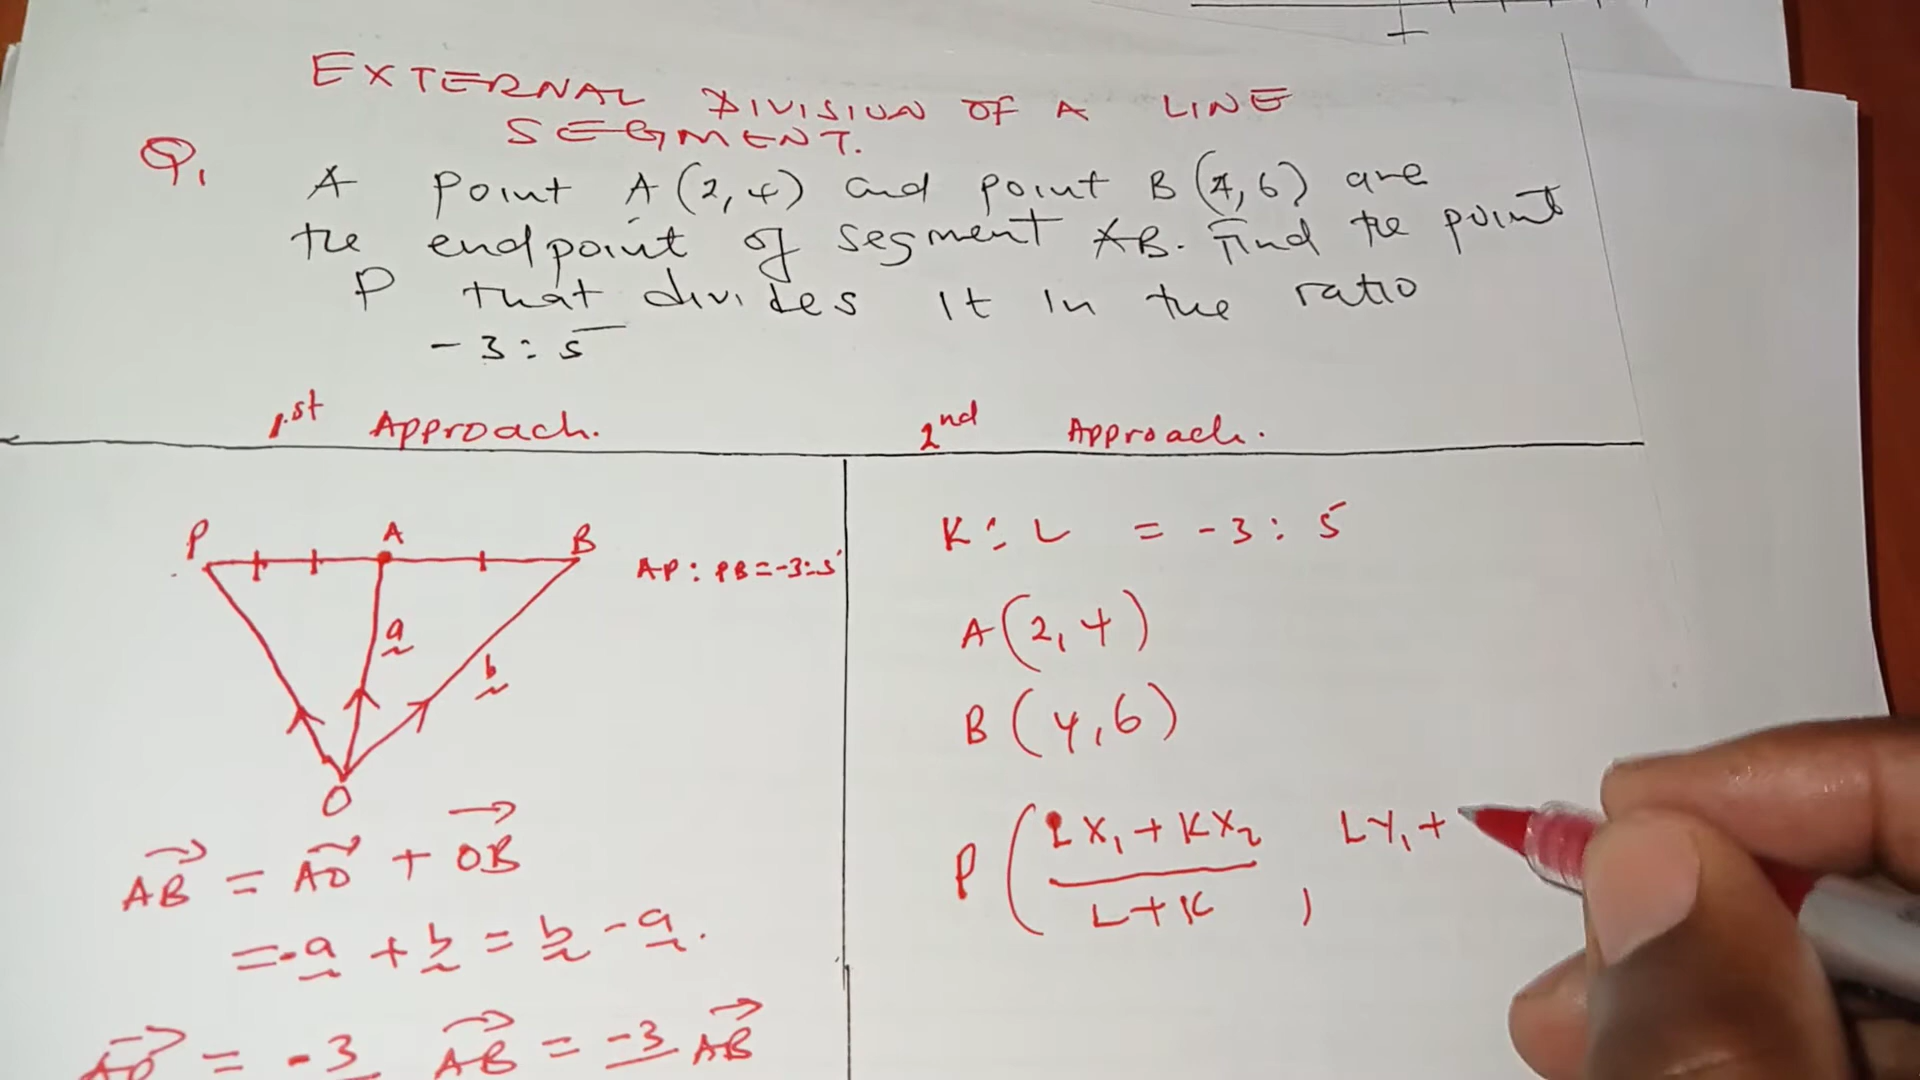 EXTERNAL DIVISION OF A LINE
SEGMENT.
Q1 A point A(2,4) and point B(4,6) are
the endpoint of segment AB. Find the point
P that divides it in the ratio
-3:5
1.st Approach.
P A B
AP: PB=-3:5
a
b
O
AB = AO + OB
=-a + b = b - a.
= -3 AB = -3 AB
2nd Approach.
K:L = -3:5
A(2,4)
B(4,6)
P( LX1+KX2 , LY1+
L+K